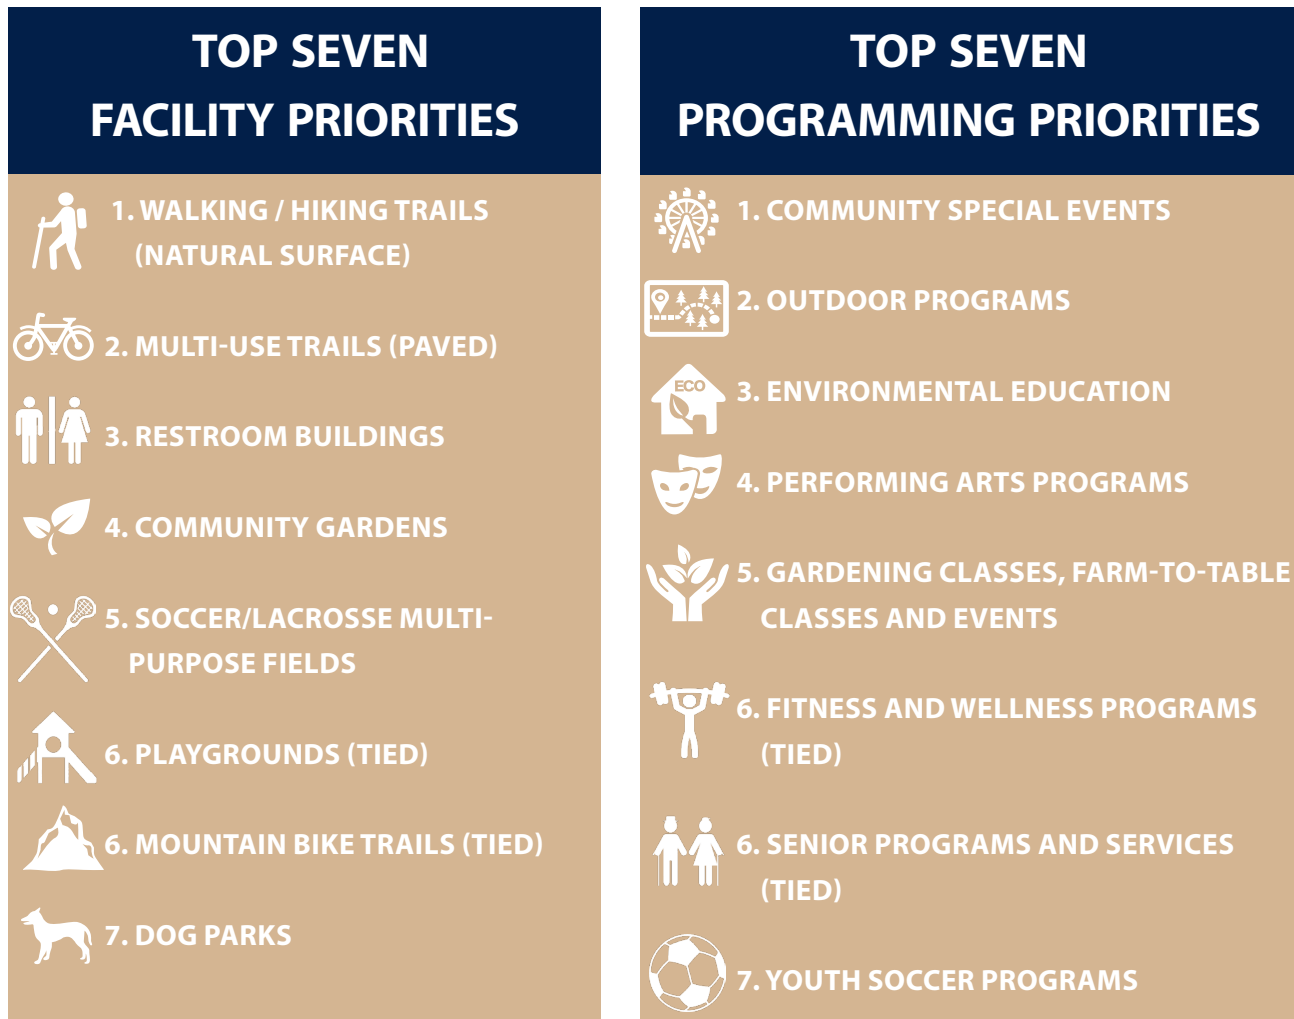 TOP SEVEN
FACILITY PRIORITIES
1. WALKING / HIKING TRAILS
(NATURAL SURFACE)
2. MULTI-USE TRAILS (PAVED)
3. RESTROOM BUILDINGS
4. COMMUNITY GARDENS
5. SOCCER/LACROSSE MULTI-
PURPOSE FIELDS
6. PLAYGROUNDS (TIED)
6. MOUNTAIN BIKE TRAILS (TIED)
7. DOG PARKS
TOP SEVEN
PROGRAMMING PRIORITIES
1. COMMUNITY SPECIAL EVENTS
2. OUTDOOR PROGRAMS
ECO
3. ENVIRONMENTAL EDUCATION
4. PERFORMING ARTS PROGRAMS
5. GARDENING CLASSES, FARM-TO-TABLE
CLASSES AND EVENTS
6. FITNESS AND WELLNESS PROGRAMS
(TIED)
6. SENIOR PROGRAMS AND SERVICES
(TIED)
7. YOUTH SOCCER PROGRAMS